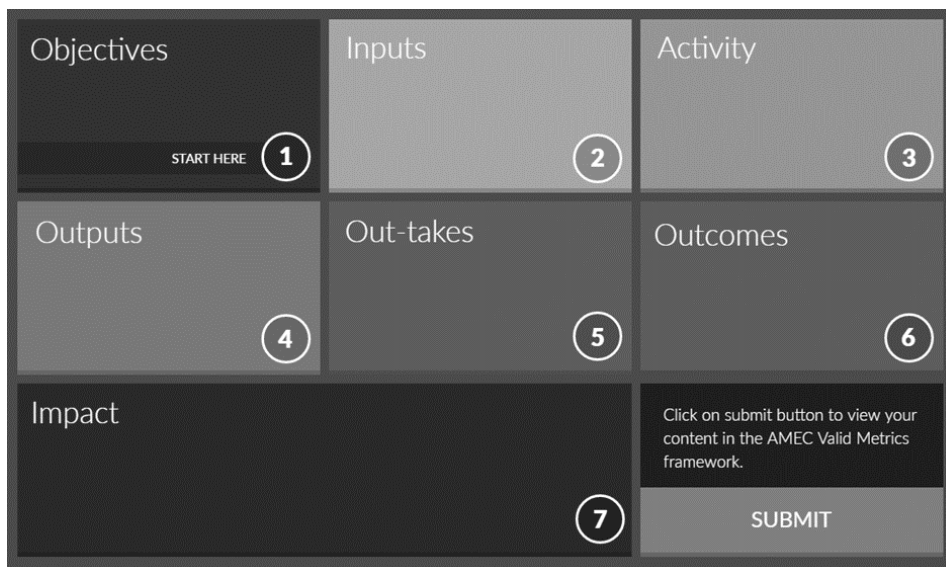 Objectives
START HERE
1
Inputs
2
Activity
3
Outputs
4
Out-takes
5
Outcomes
6
Impact
7
Click on submit button to view your
content in the AMEC Valid Metrics
framework.
SUBMIT